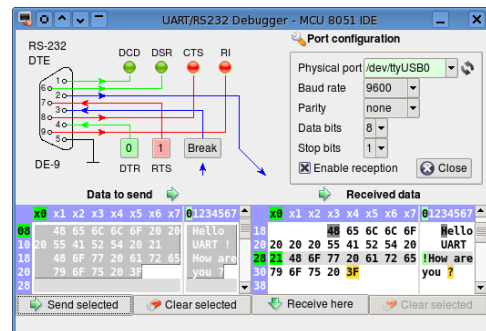 UART/RS232 Debugger - MCU 8051 IDE
RS-232
DTE
DCD DSR CTS RI
1
6
2
7
3
8
4
9
5
DE-9
0 1 Break
DTR RTS
Port configuration
Physical port /dev/ttyUSB0
Baud rate 9600
Parity none
Data bits 8
Stop bits 1
Enable reception Close
Data to send
x0 x1 x2 x3 x4 x5 x6 x7 01234567
08 48 65 6C 6C 6F 20 20 Hello
10 20 55 41 52 54 20 21 UART !
18 48 6F 77 20 61 72 65 How are
20 79 6F 75 20 3F you ?
28
Received data
x0 x1 x2 x3 x4 x5 x6 x7 01234567
18 48 65 6C 6C 6F Hello
20 20 20 20 55 41 52 54 20 UART
28 21 48 6F 77 20 61 72 65 !How are
30 79 6F 75 20 3F you ?
38
Send selected Clear selected Receive here Clear selected